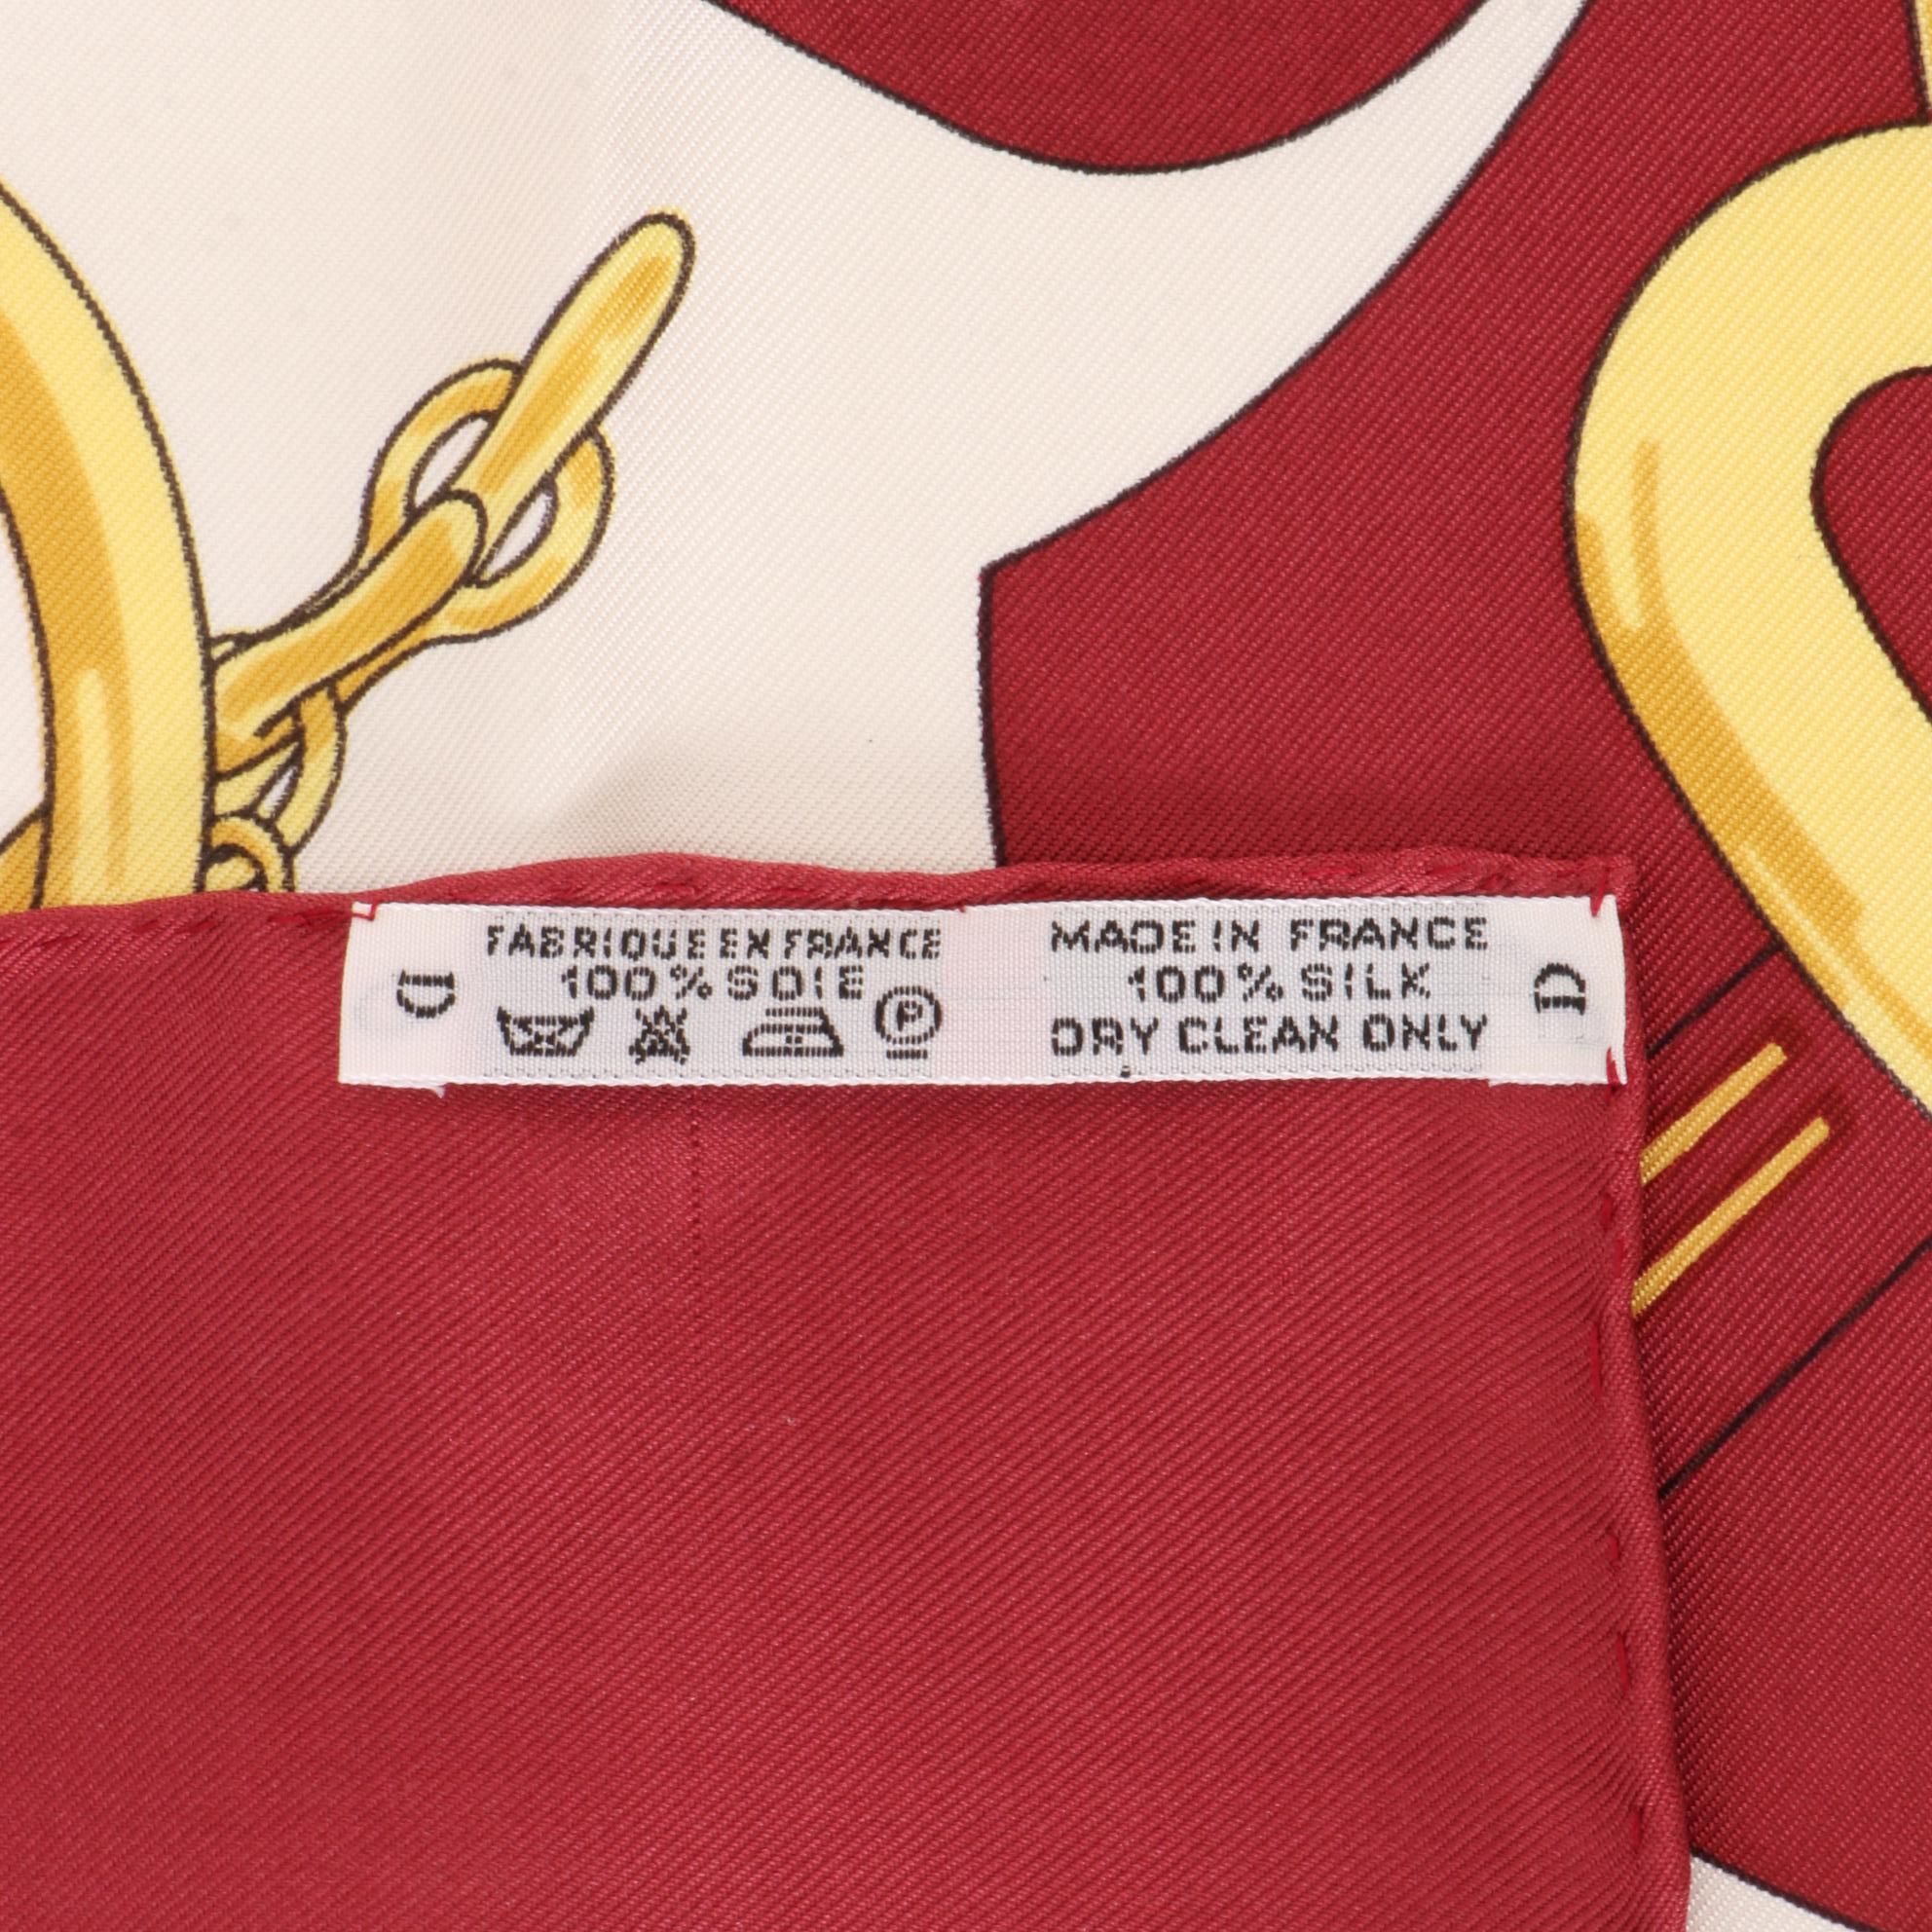 D
FABRIQUE EN FRANCE
100% SOIE
P
MADE IN FRANCE
100% SILK
DRY CLEAN ONLY
D